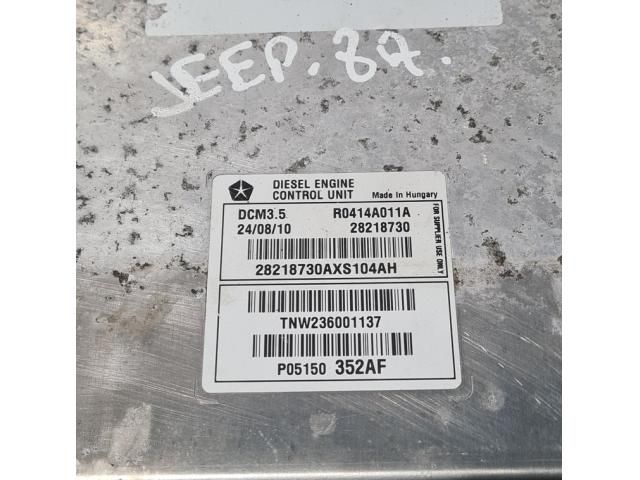 JEEP. 87.
DIESEL ENGINE
CONTROL UNIT
Made in Hungary
DCM3.5 R0414A011A
24/08/10 28218730
28218730AXS104AH
FOR SUPPLIER USE ONLY
TNW236001137
P05150 352AF